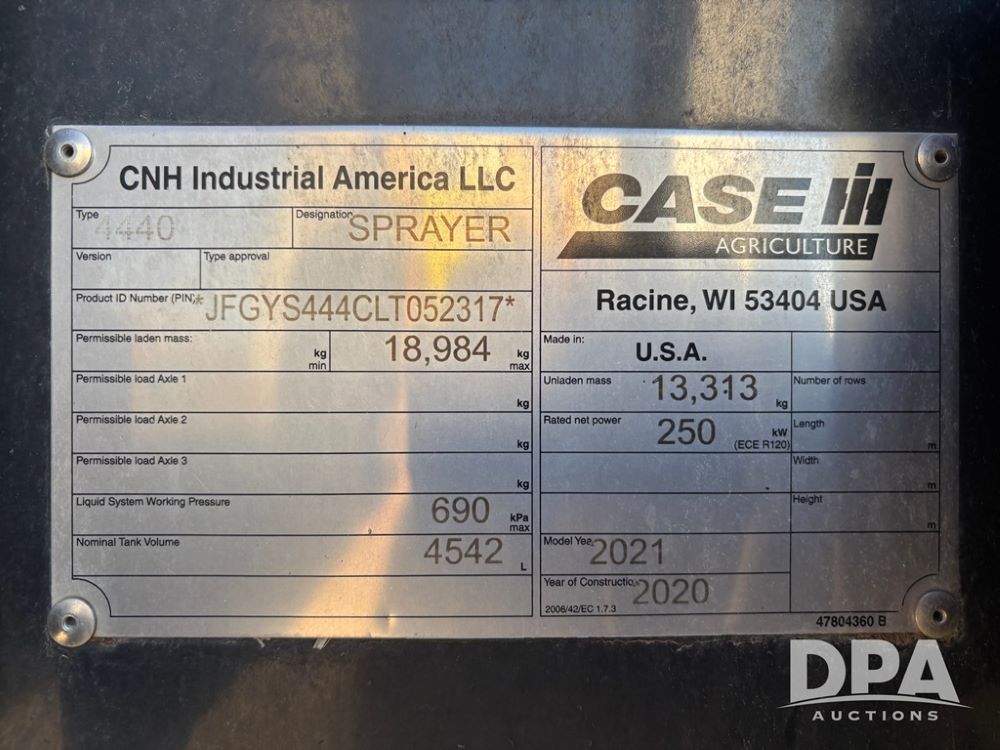 CNH Industrial America LLC
Type
4440
Designation
SPRAYER
Version
Type approval
Product ID Number (PIN)
*JFGYS444CLT052317*
Permissible laden mass:
kg
min
18,984 kg
max
Permissible load Axle 1
kg
Permissible load Axle 2
kg
Permissible load Axle 3
kg
Liquid System Working Pressure
690 kPa
max
Nominal Tank Volume
4542 L
CASE IH
AGRICULTURE
Racine, WI 53404 USA
Made in:
U.S.A.
Unladen mass
13,313 kg
Number of rows
Rated net power
250 kW
(ECE R120)
Length
m
Width
m
Height
m
Model Year
2021
Year of Construction
2020
2006/42/EC 1.7.3
47804360 B
DPA
AUCTIONS